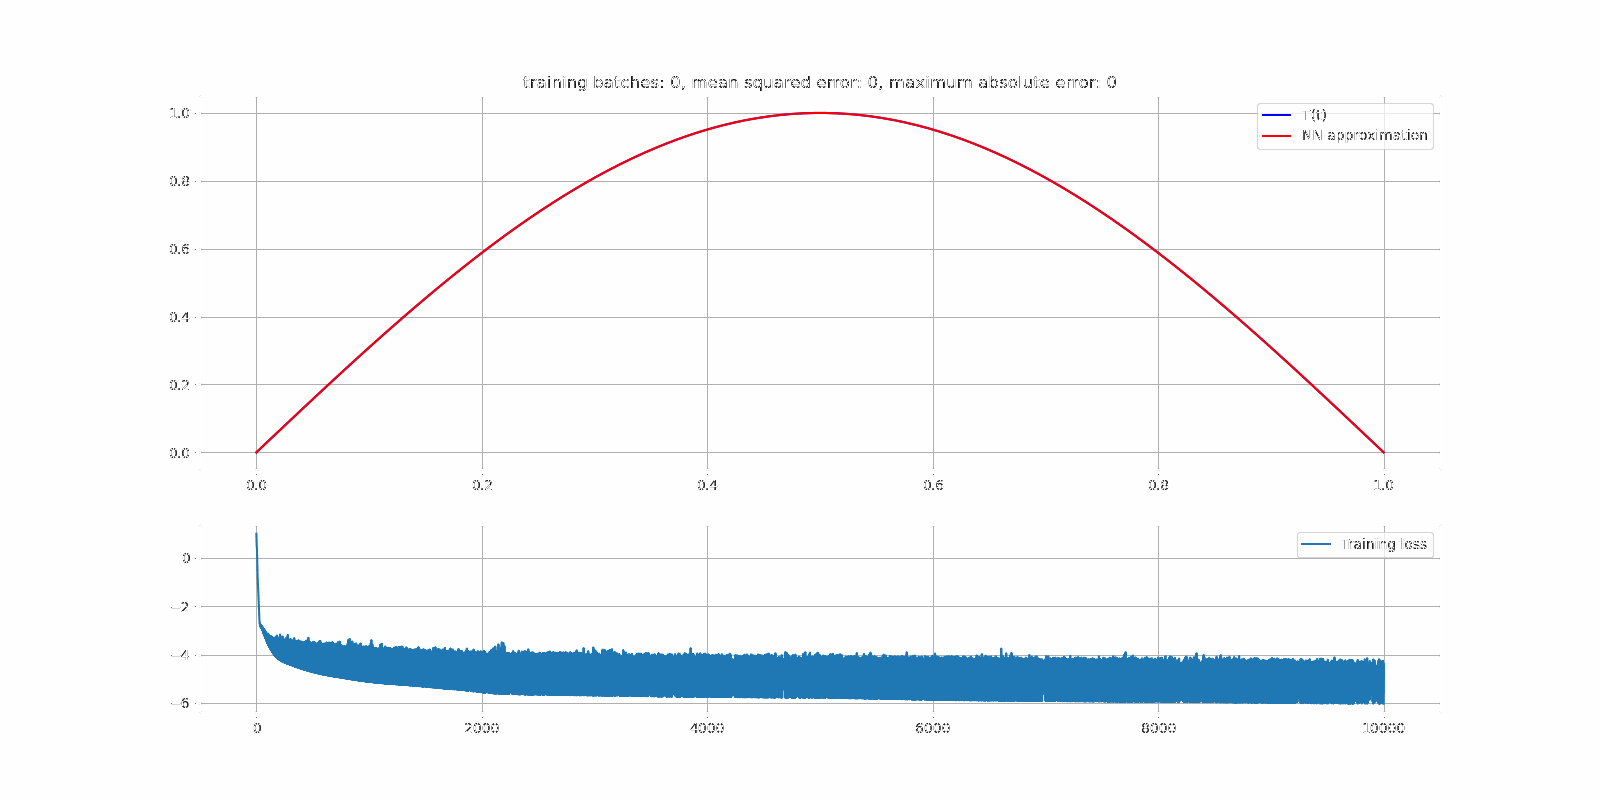 training batches: 0, mean squared error: 0, maximum absolute error: 0
1.0
0.8
0.6
0.4
0.2
0.0
0.0 0.2 0.4 0.6 0.8 1.0
NN approximation
0
−2
−4
−6
0 2000 4000 6000 8000 10000
Training loss